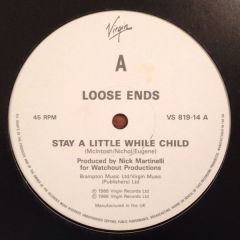 Virgin
A
LOOSE ENDS
45 RPM
VS 819-14 A
STAY A LITTLE WHILE CHILD
(McIntosh/Nichol/Eugene)
Produced by Nick Martinelli
for Watchout Productions
Brampton Music Ltd/Virgin Music
(Publishers) Ltd
℗ 1986 Virgin Records Ltd
© 1986 Virgin Records Ltd
Manufactured in the UK